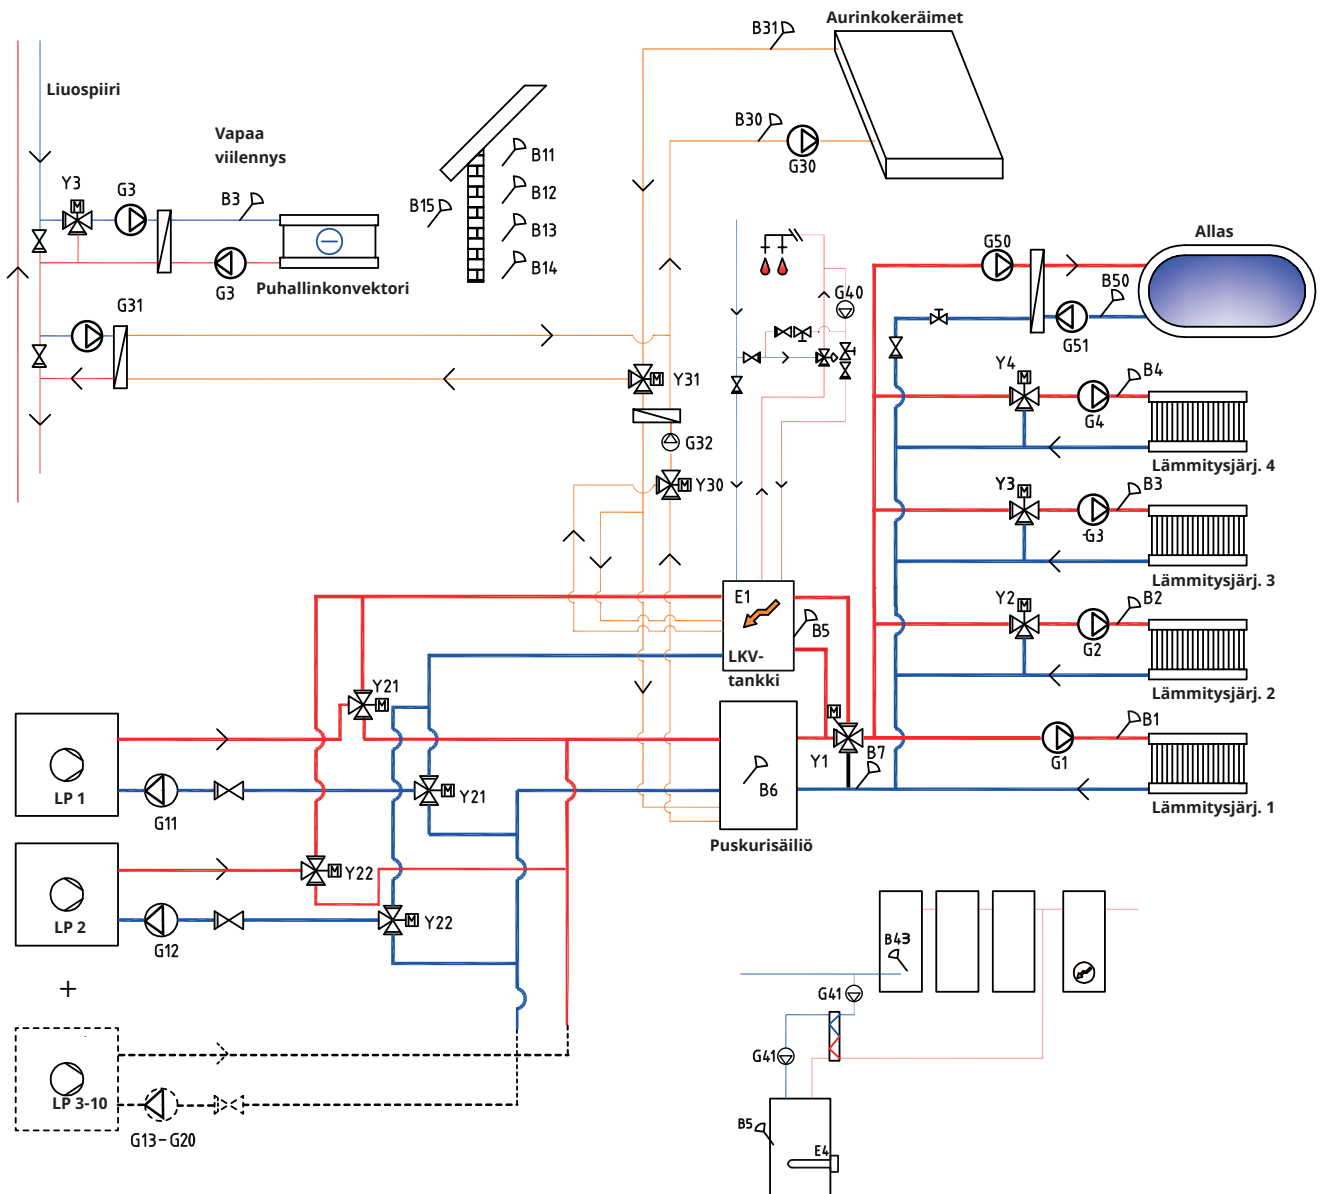 Aurinkokeräimet
B31
Liuospiiri
B30
G30
Vapaa
viilennys
B11
B12
B13
B14
B15
Y3
G3
B3
G3
Puhallinkonvektori
G31
Y31
G32
Y30
G40
Allas
G50
B50
G51
Y4
B4
G4
Lämmitysjärj. 4
Y3
B3
-G3
Lämmitysjärj. 3
Y2
B2
G2
Lämmitysjärj. 2
B1
G1
Lämmitysjärj. 1
E1
B5
LKV-
tankki
Y21
M
Y1
B7
B6
Puskurisäiliö
LP 1
G11
Y21
LP 2
G12
Y22
Y22
+
LP 3-10
G13-G20
B43
G41
G41
B5
E4